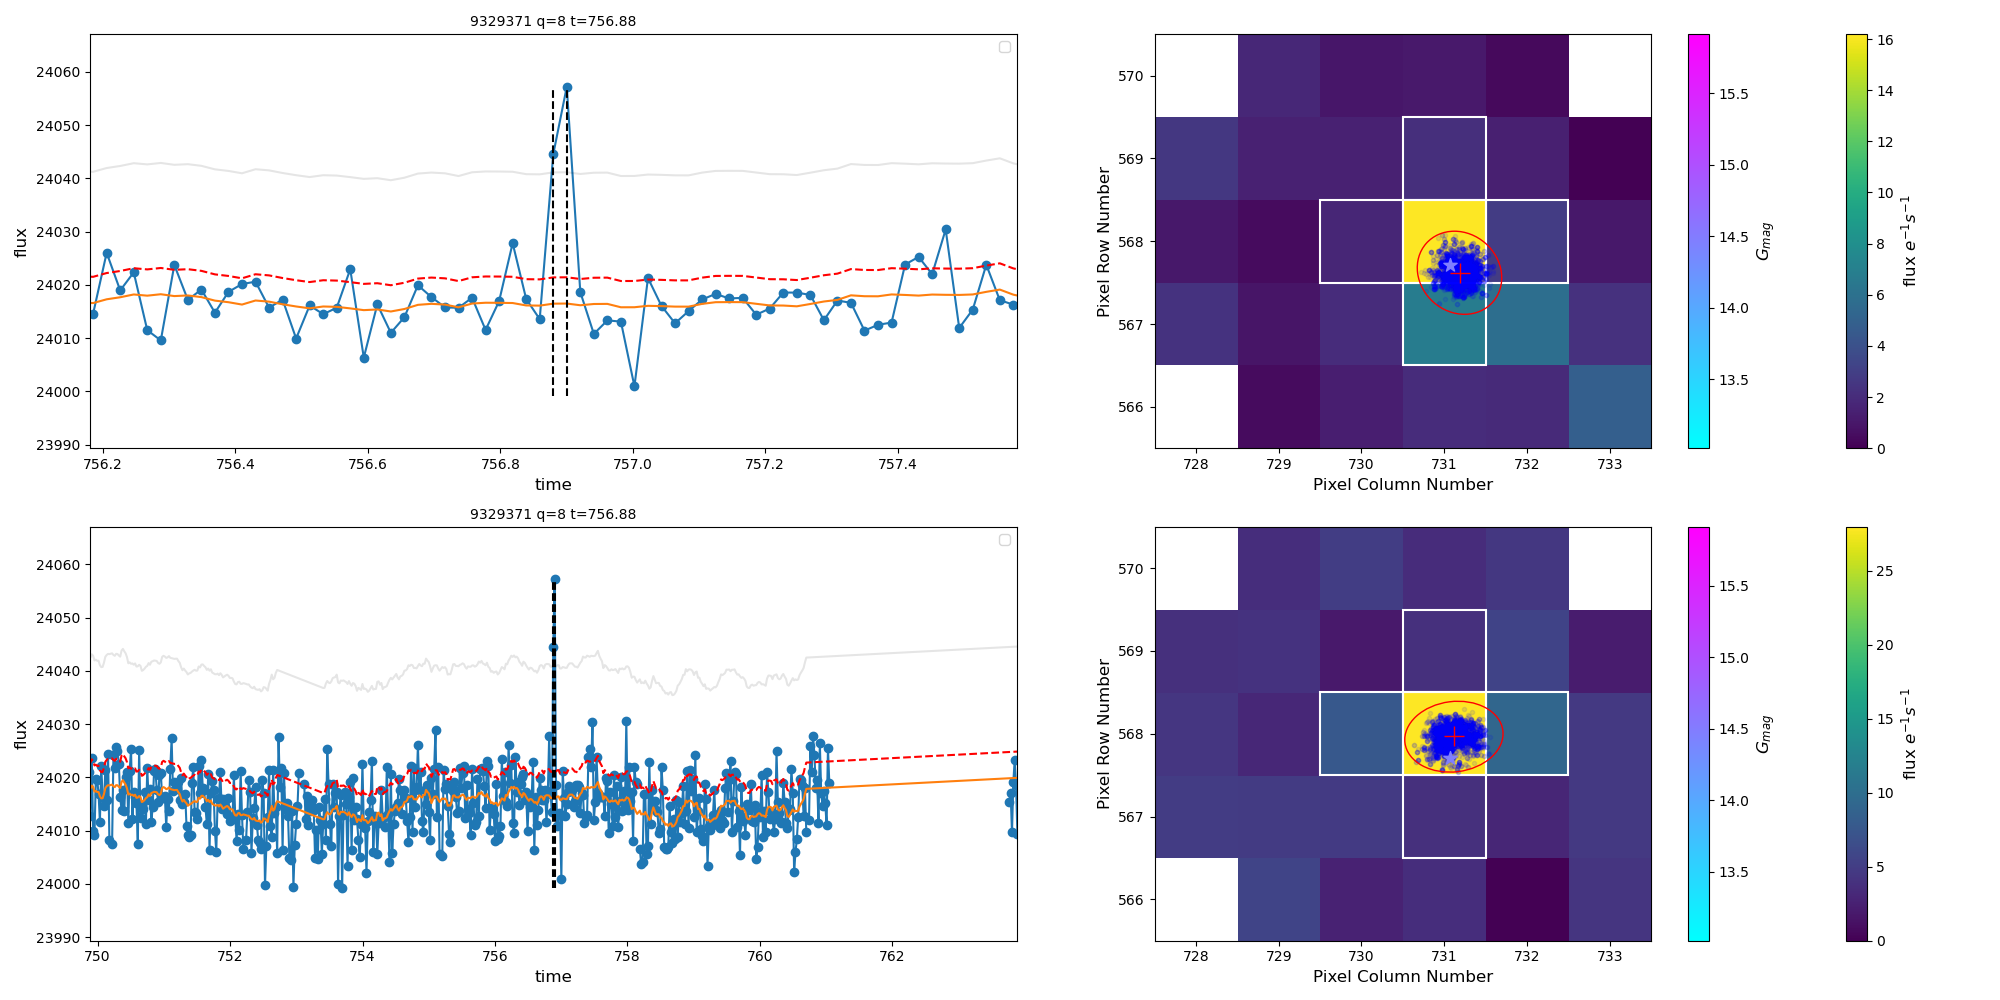 9329371 q=8 t=756.88
flux
24060
24050
24040
24030
24020
24010
24000
23990
756.2 756.4 756.6 756.8 757.0 757.2 757.4
time
Pixel Row Number
570
569
568
567
566
728 729 730 731 732 733
Pixel Column Number
15.5
15.0
14.5
14.0
13.5
G_mag
16
14
12
10
8
6
4
2
0
flux e^{-1}s^{-1}
9329371 q=8 t=756.88
flux
24060
24050
24040
24030
24020
24010
24000
23990
750 752 754 756 758 760 762
time
Pixel Row Number
570
569
568
567
566
728 729 730 731 732 733
Pixel Column Number
15.5
15.0
14.5
14.0
13.5
G_mag
25
20
15
10
5
0
flux e^{-1}s^{-1}